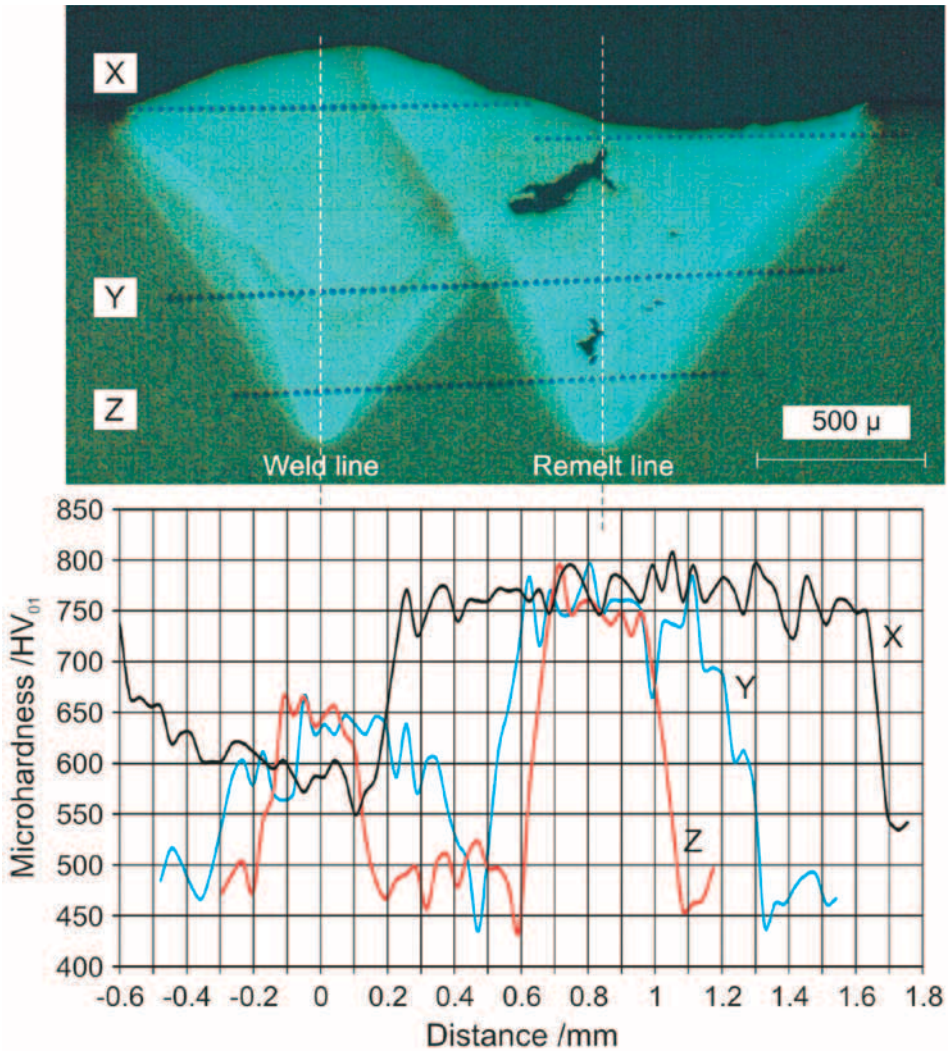 X
Y
Z
500 µ
Weld line
Remelt line
850
800
750
700
650
600
550
500
450
400
Microhardness /HV₀₁
X
Y
Z
-0.6 -0.4 -0.2 0 0.2 0.4 0.6 0.8 1 1.2 1.4 1.6 1.8
Distance /mm